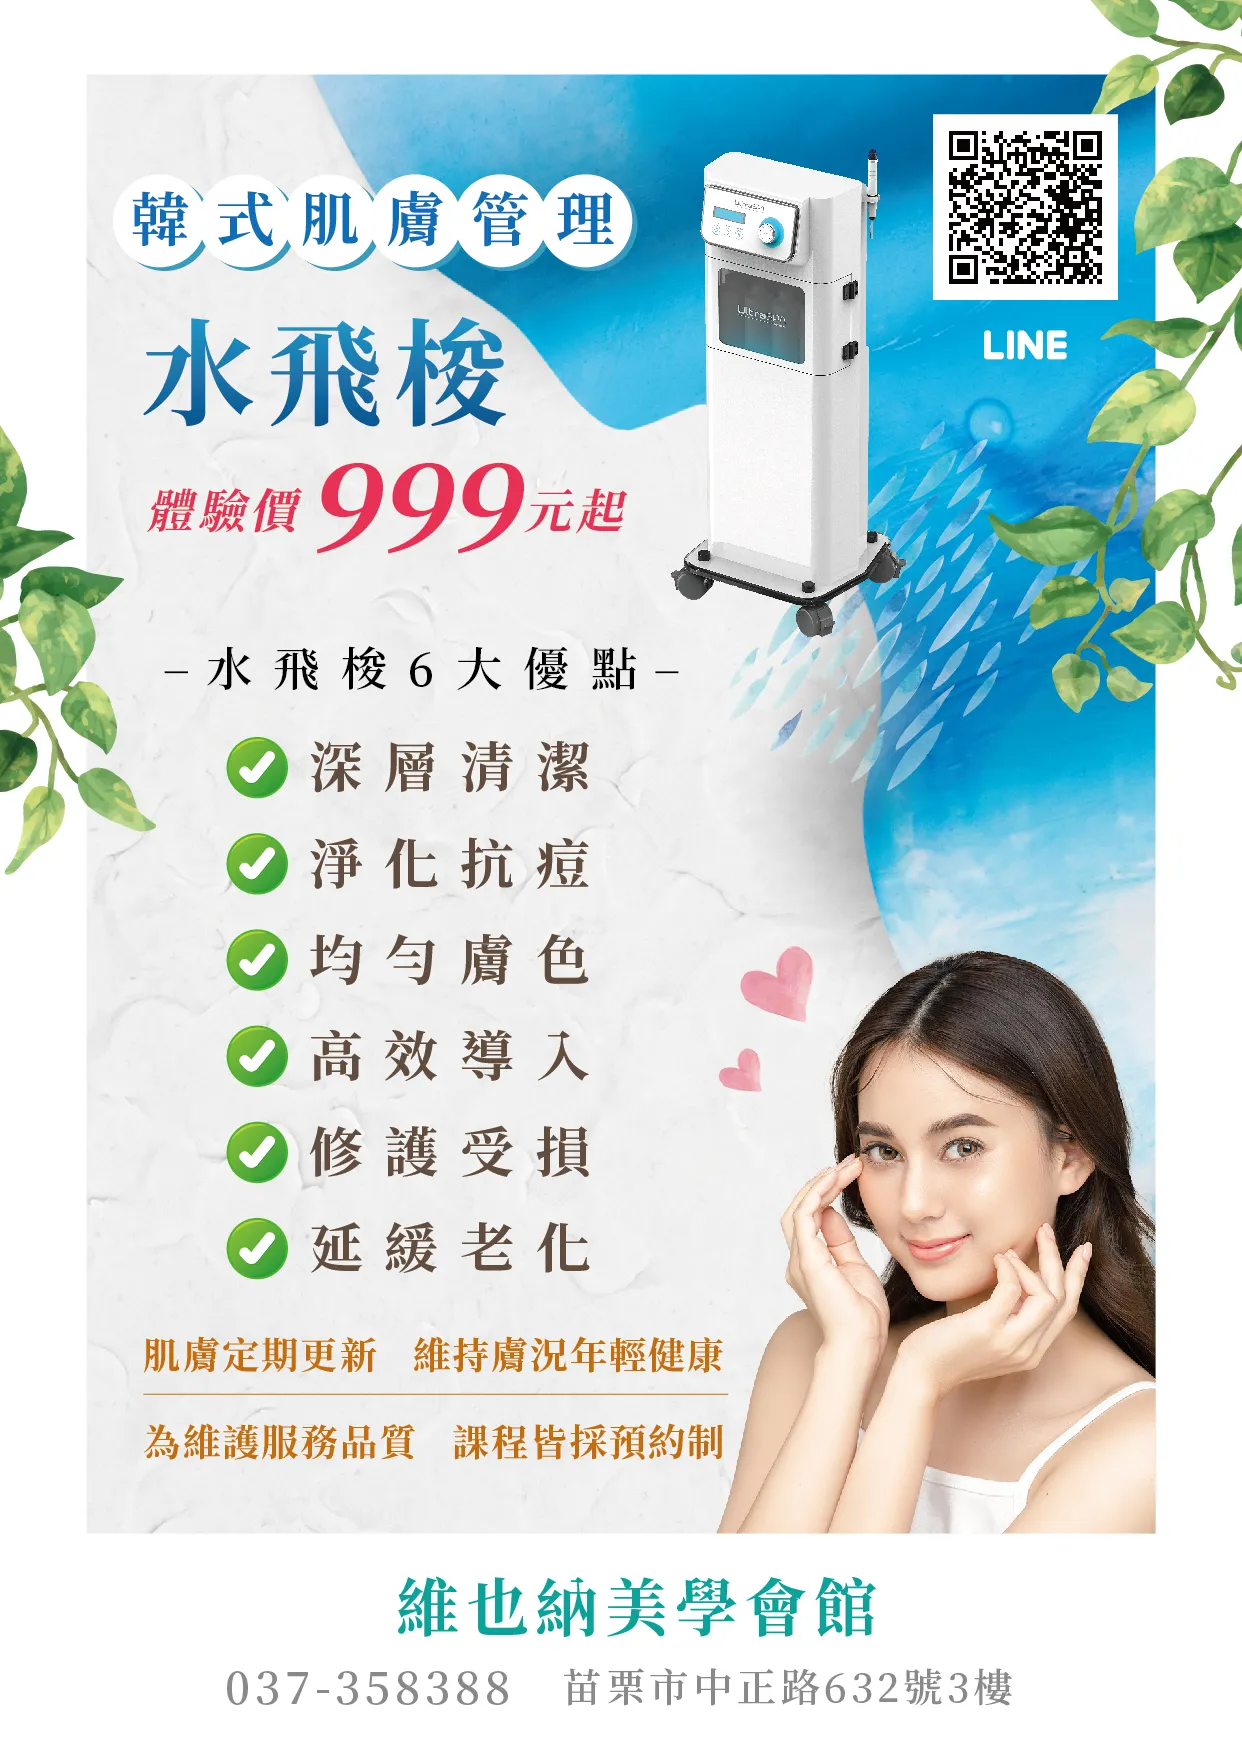 韓式肌膚管理
水飛梭
體驗價999元起
LINE
–水飛梭6大優點–
深層清潔
淨化抗痘
均勻膚色
高效導入
修護受損
延緩老化
肌膚定期更新 維持膚況年輕健康
為維護服務品質 課程皆採預約制
維也納美學會館
037-358388 苗栗市中正路632號3樓